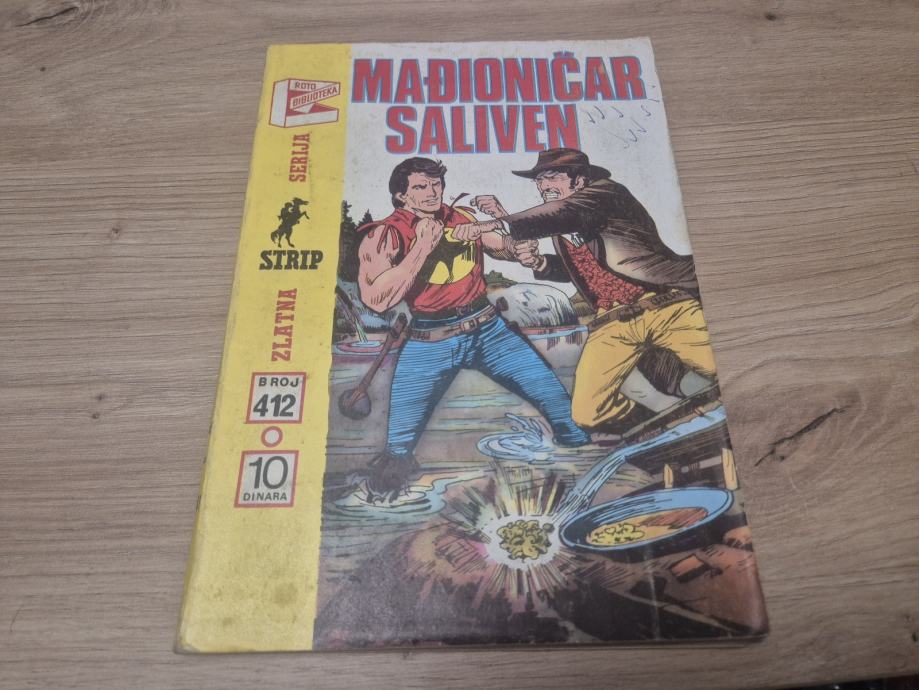 ROTO
BIBLIOTEKA
MAĐIONIČAR
SALIVEN
ZLATNA SERIJA
STRIP
BROJ
412
10
DINARA